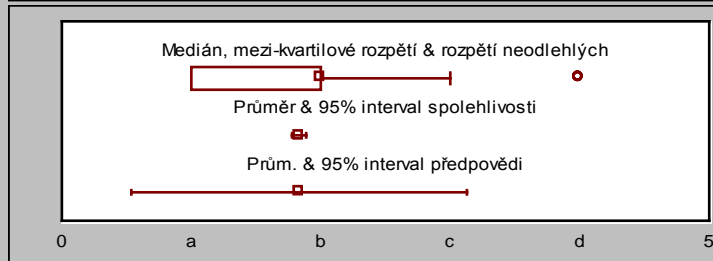 Medián, mezi-kvartilové rozpětí & rozpětí neodlehlých
Průměr & 95% interval spolehlivosti
Prům. & 95% interval předpovědi
0 a b c d 5